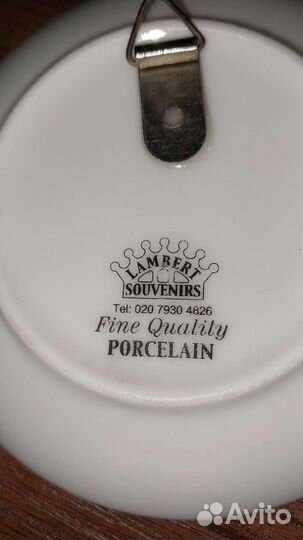 LAMBERT
SOUVENIRS
Tel: 020 7930 4826
Fine Quality
PORCELAIN
Avito